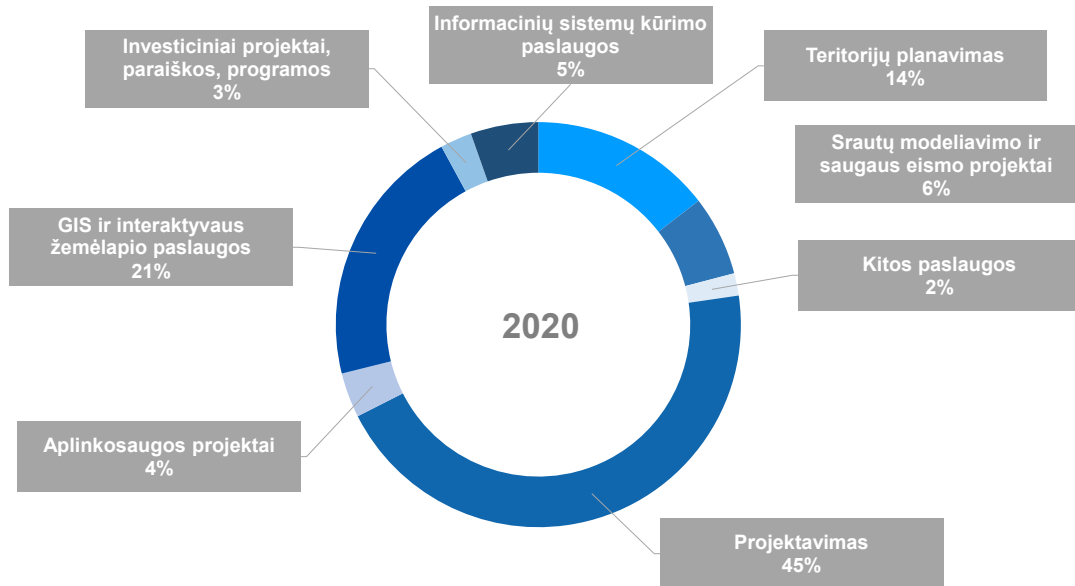 Informacinių sistemų kūrimo
paslaugos
5%
Investiciniai projektai,
paraiškos, programos
3%
Teritorijų planavimas
14%
Srautų modeliavimo ir
saugaus eismo projektai
6%
GIS ir interaktyvaus
žemėlapio paslaugos
21%
Kitos paslaugos
2%
2020
Aplinkosaugos projektai
4%
Projektavimas
45%